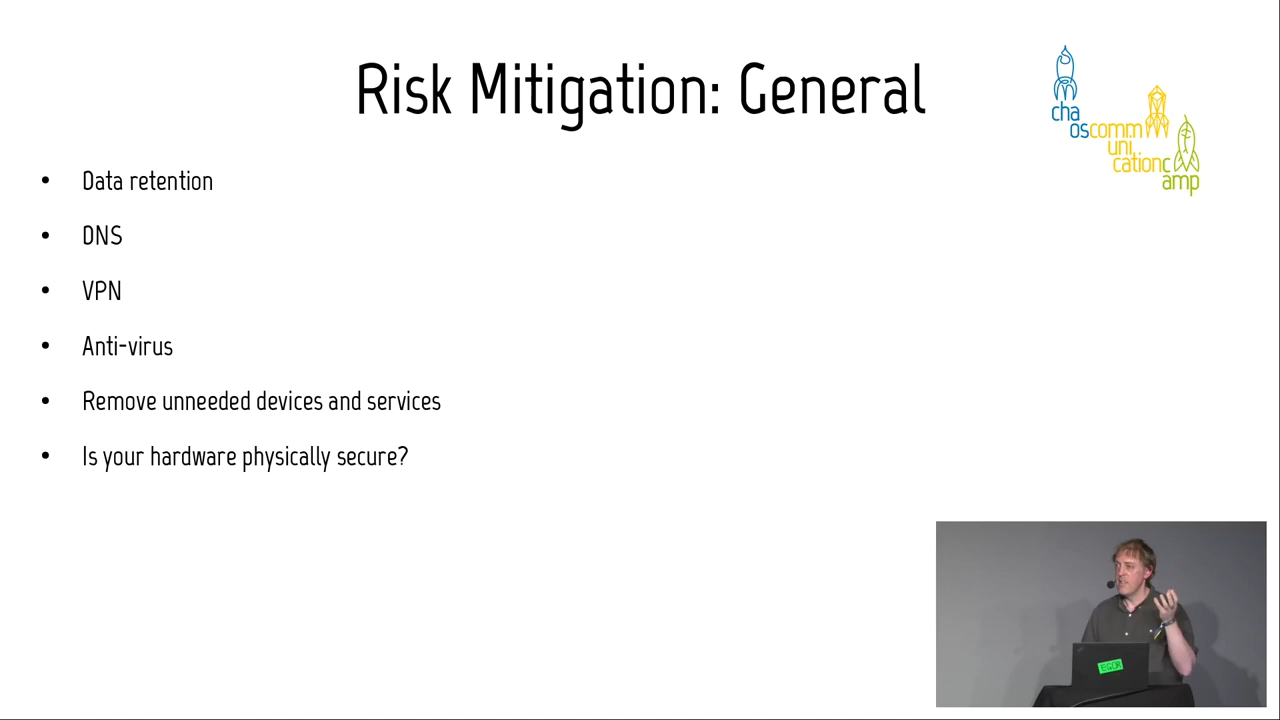 Risk Mitigation: General
cha
oscomm
uni
cationc
amp
• Data retention
• DNS
• VPN
• Anti-virus
• Remove unneeded devices and services
• Is your hardware physically secure?